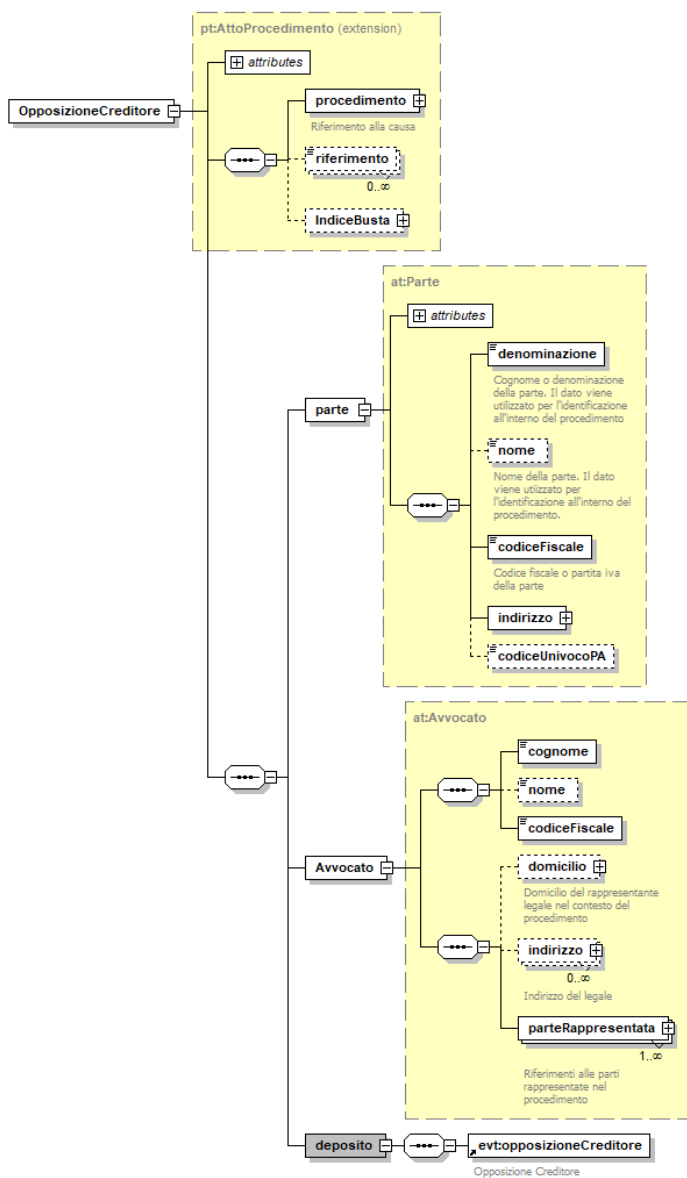 pt:AttoProcedimento (extension)
attributes
OpposizioneCreditore
procedimento
Riferimento alla causa
riferimento
0..∞
IndiceBusta
at:Parte
attributes
denominazione
Cognome o denominazione
della parte. Il dato viene
utilizzato per l'identificazione
all'interno del procedimento
parte
nome
Nome della parte. Il dato
viene utiizzato per
l'identificazione all'interno del
procedimento.
codiceFiscale
Codice fiscale o partita iva
della parte
indirizzo
codiceUnivocoPA
at:Avvocato
cognome
nome
codiceFiscale
Avvocato
domicilio
Domicilio del rappresentante
legale nel contesto del
procedimento
indirizzo
0..∞
Indirizzo del legale
parteRappresentata
1..∞
Riferimenti alle parti
rappresentate nel
procedimento
deposito
evt:opposizioneCreditore
Opposizione Creditore